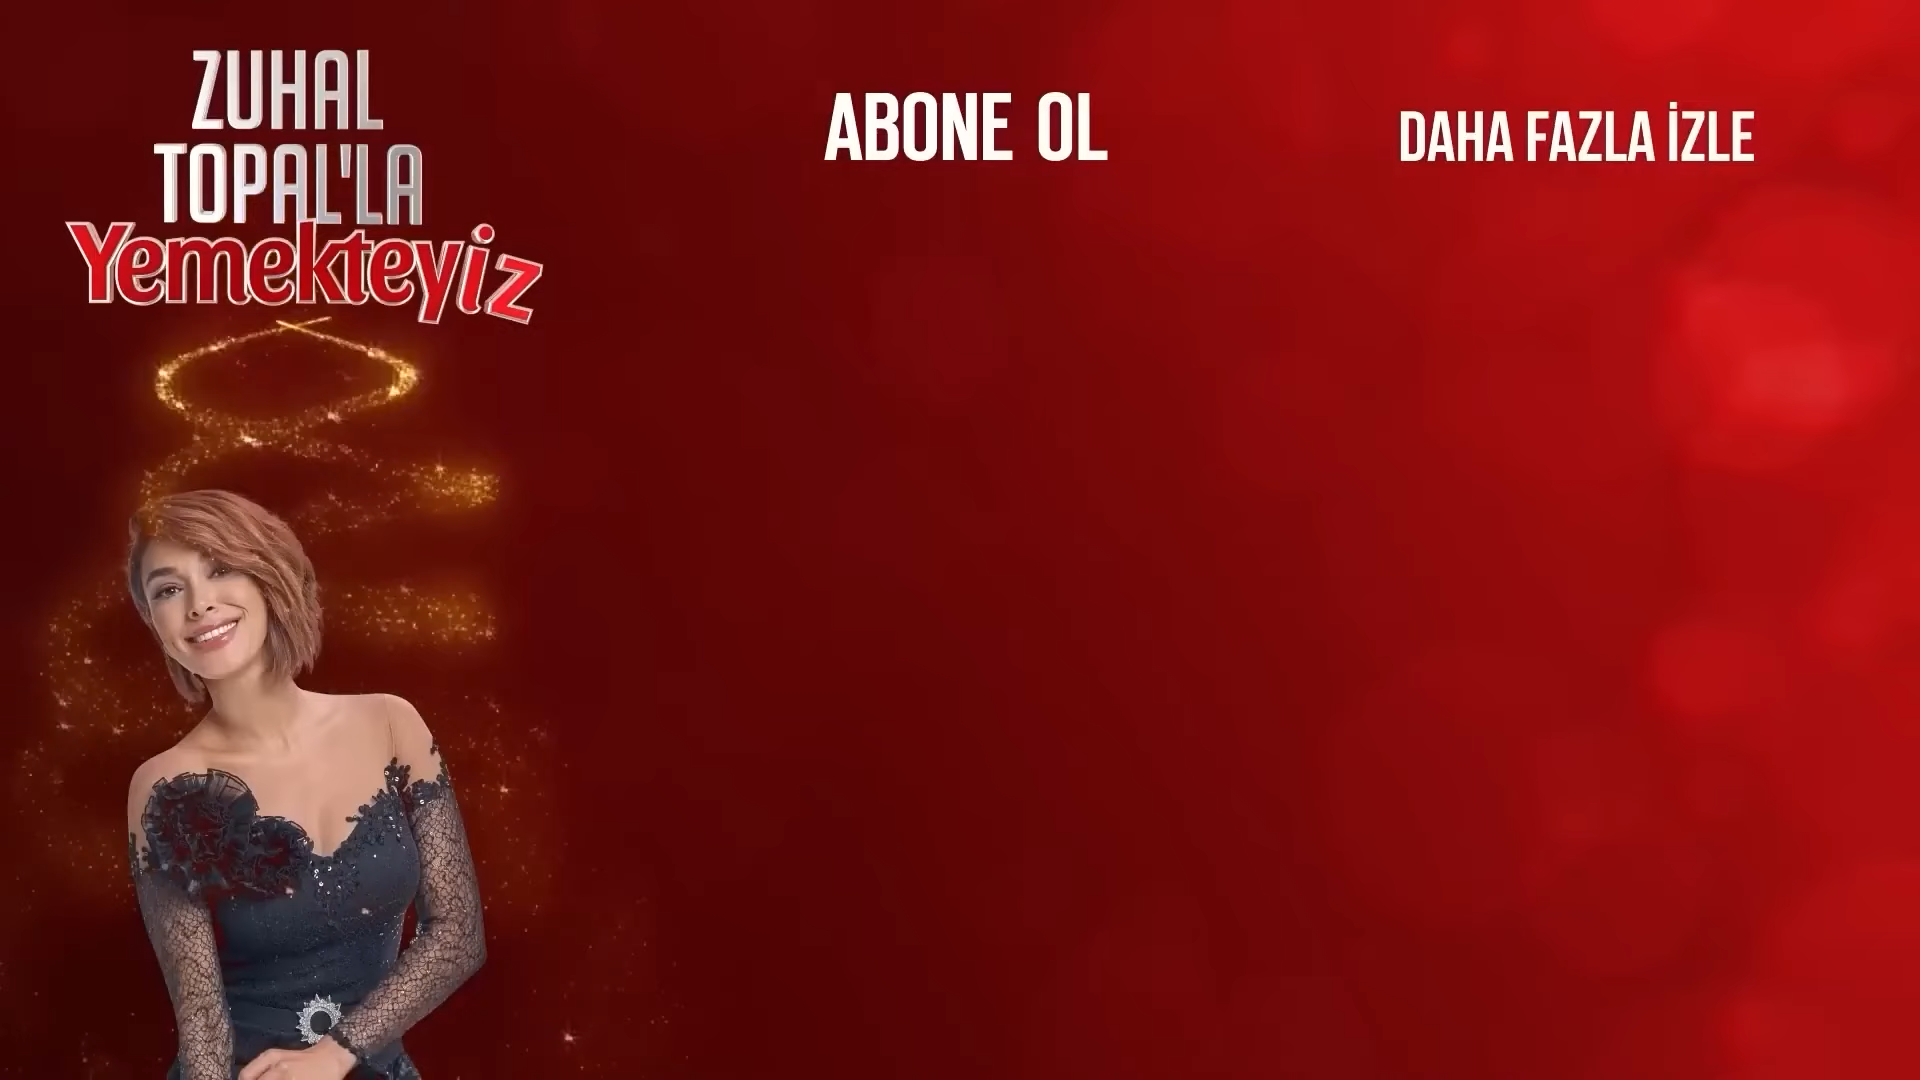 ZUHAL
TOPAL'LA
Yemekteyiz
ABONE OL
DAHA FAZLA İZLE